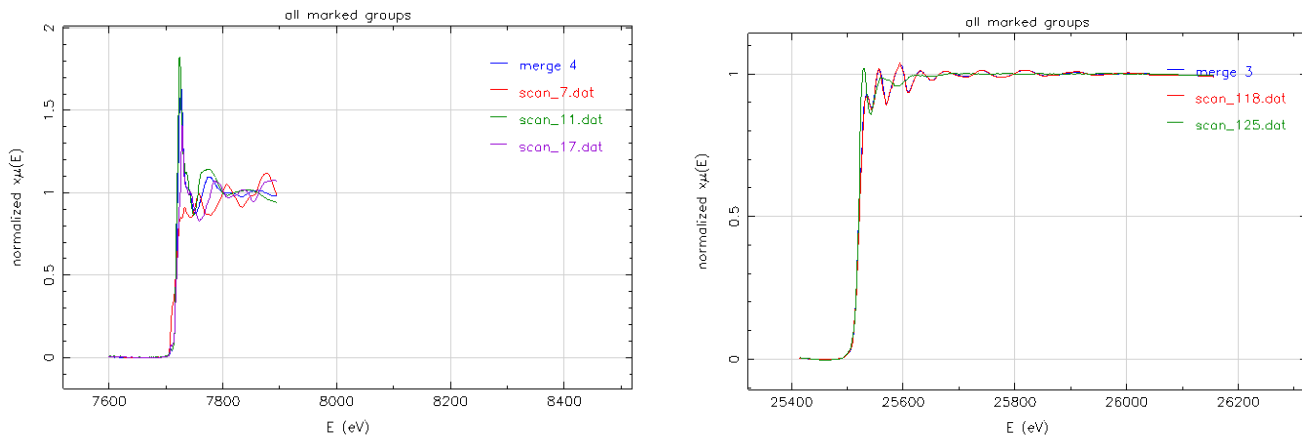 all marked groups
2
1.5
1
0.5
0
normalized xμ(E)
merge 4
scan_7.dat
scan_11.dat
scan_17.dat
7600 7800 8000 8200 8400
E (eV)
all marked groups
1
0.5
0
normalized xμ(E)
merge 3
scan_118.dat
scan_125.dat
25400 25600 25800 26000 26200
E (eV)